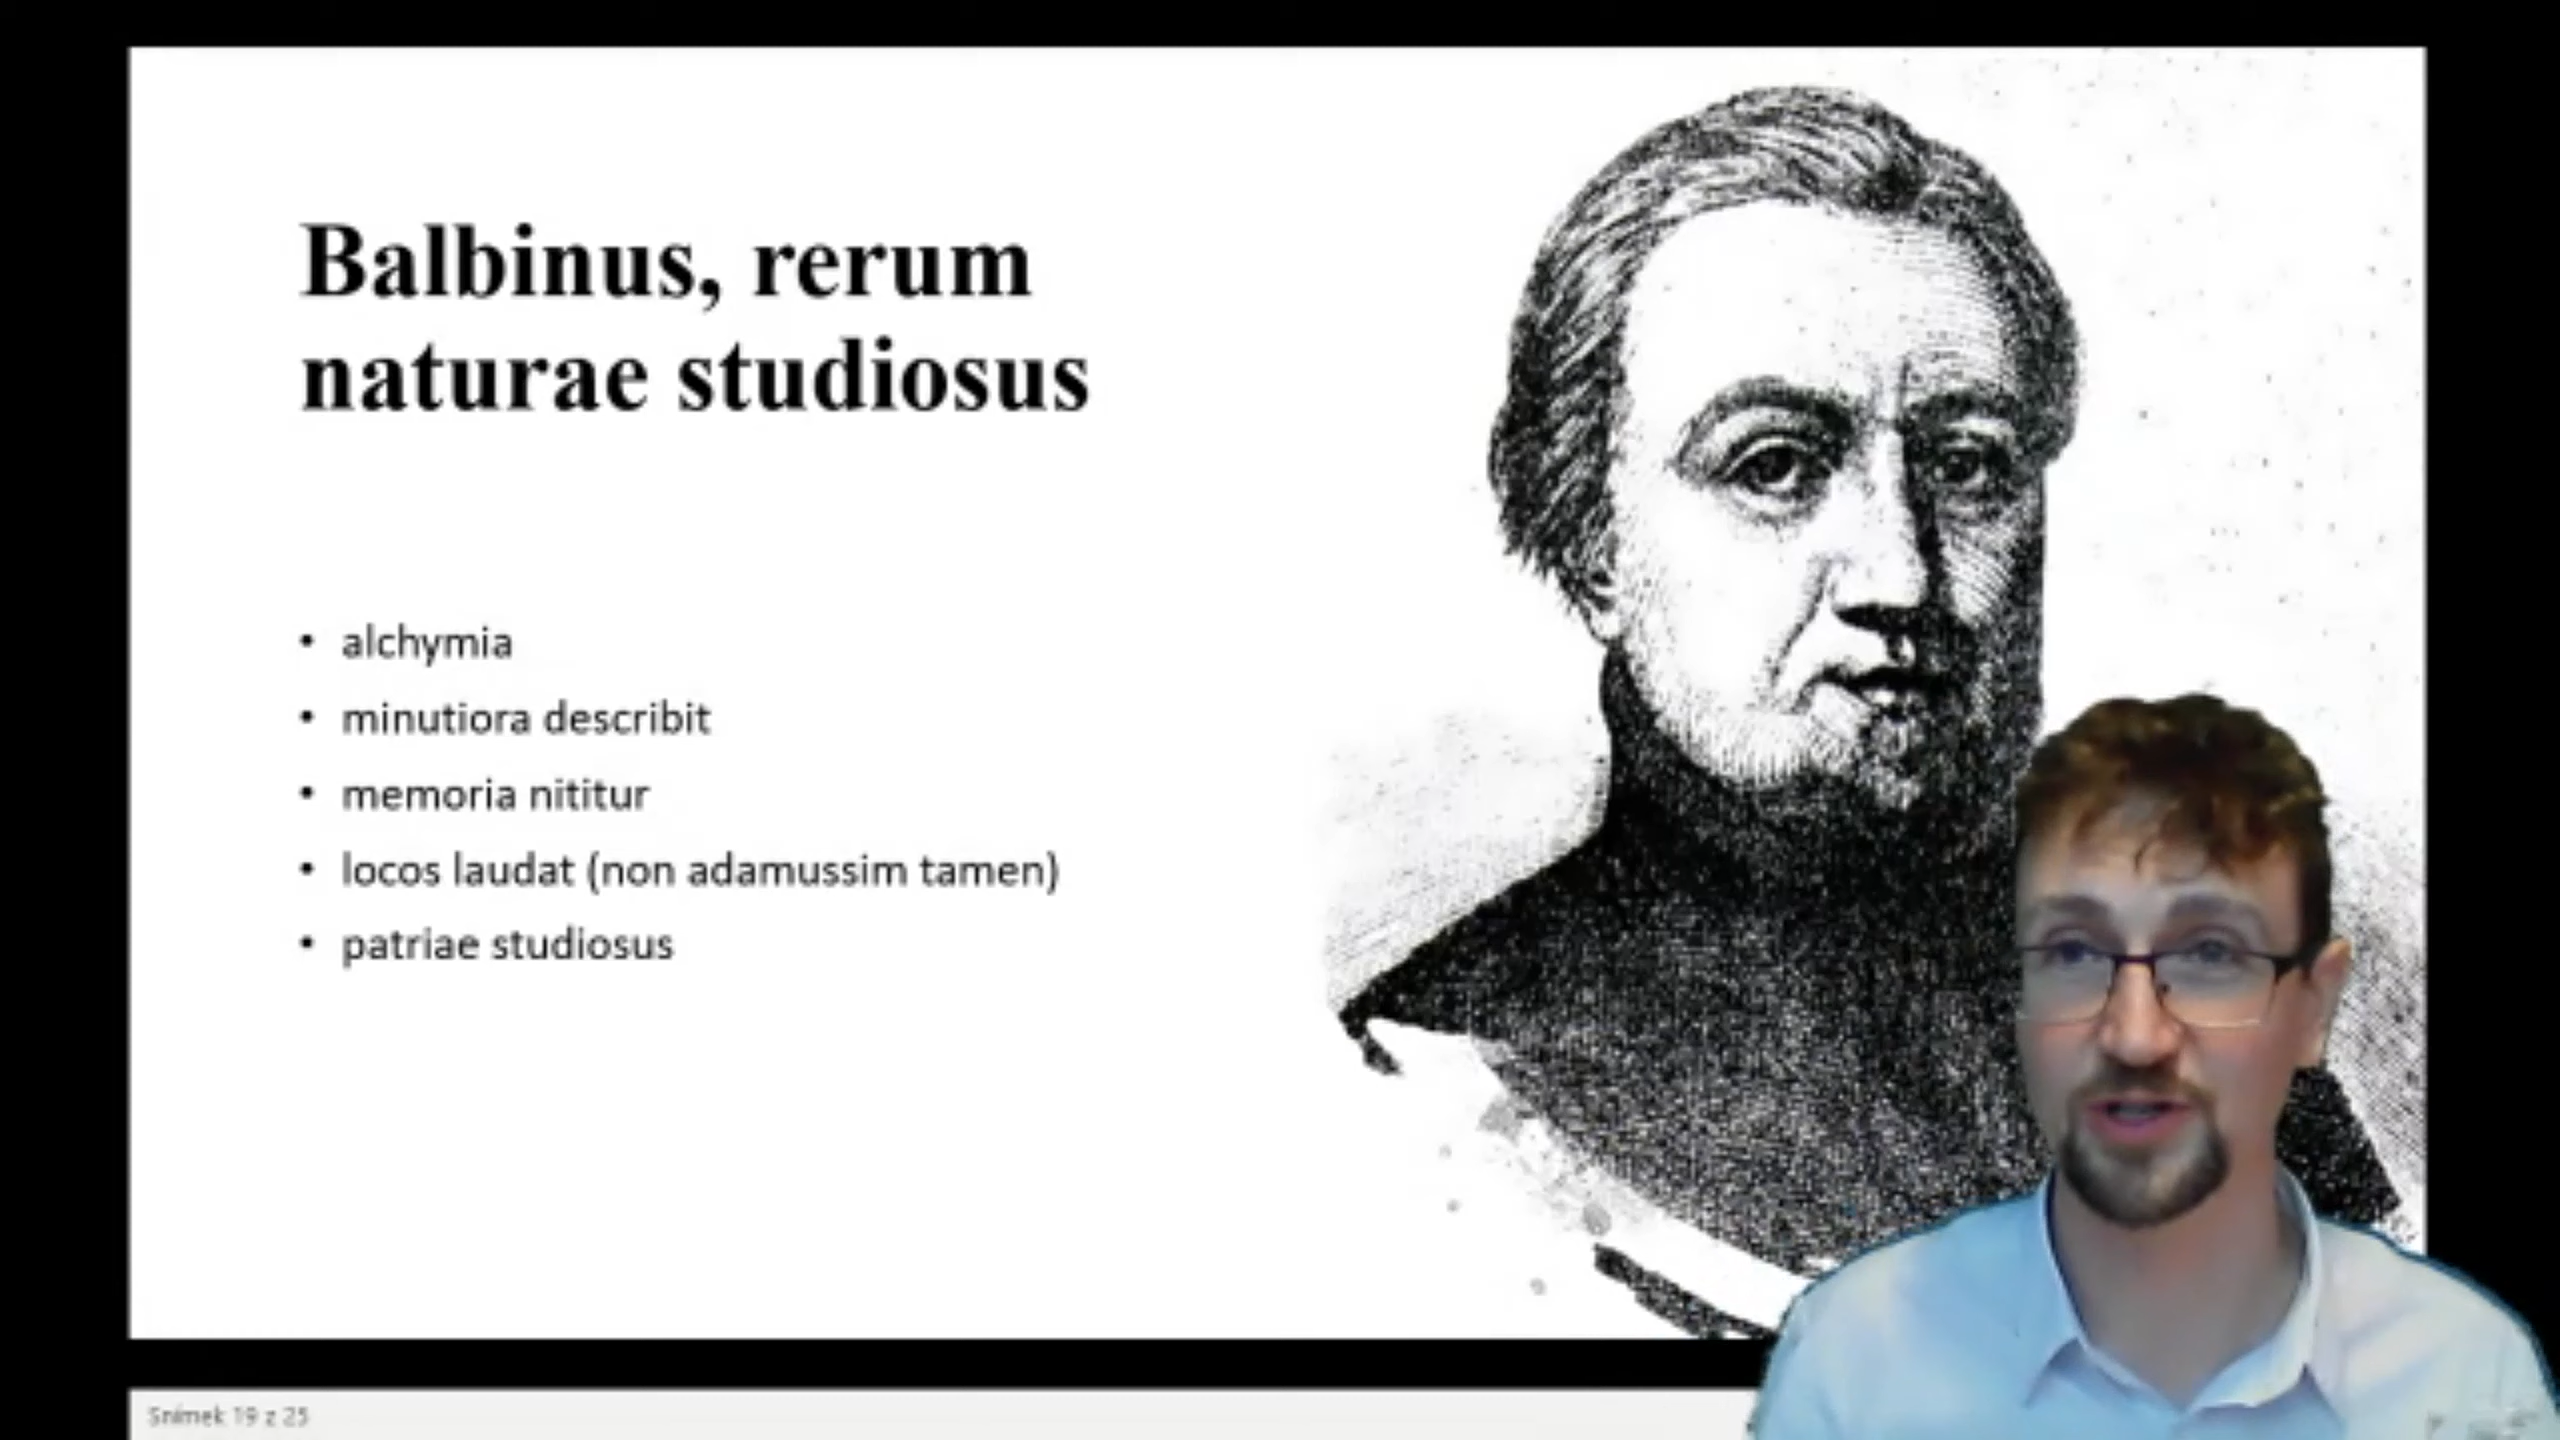 Balbinus, rerum
naturae studiosus
• alchymia
• minutiora describit
• memoria nititur
• locos laudat (non adamussim tamen)
• patriae studiosus
Snímek 19 z 25